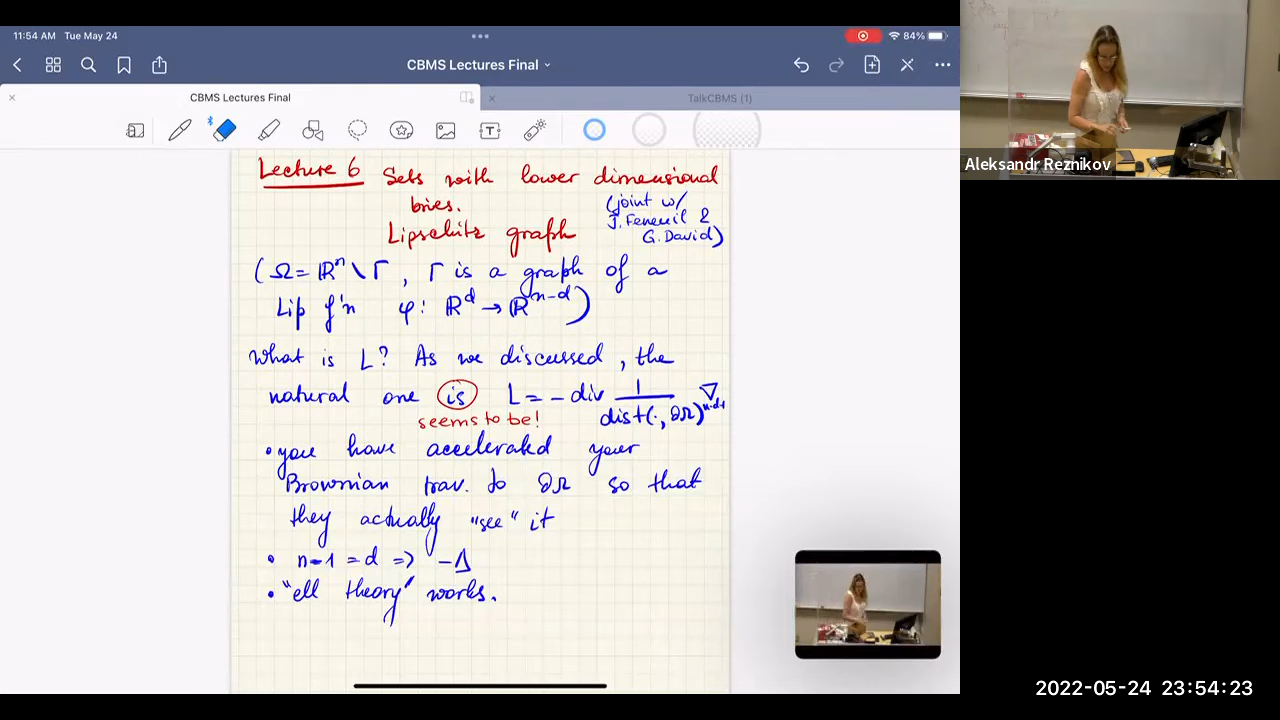 11:54 AM Tue May 24
84%
CBMS Lectures Final
CBMS Lectures Final
TalkCBMS (1)
Lecture 6 Sets with lower dimensional
bries.
Lipschitz graph
(joint w/
J. Feneuil &
G. David)
(Ω = ℝⁿ \ Γ, Γ is a graph of a
Lip f'n φ: ℝᵈ → ℝⁿ⁻ᵈ)
What is L? As we discussed, the
natural one is L = - div 1/dist(·, ∂Ω)ⁿ⁻ᵈ⁻¹ ∇
seems to be!
• you have accelerated your
Brownian trav. to ∂Ω so that
they actually "see" it
• n-1 = d => -Δ
• "ell theory" works.
Aleksandr Reznikov
2022-05-24 23:54:23